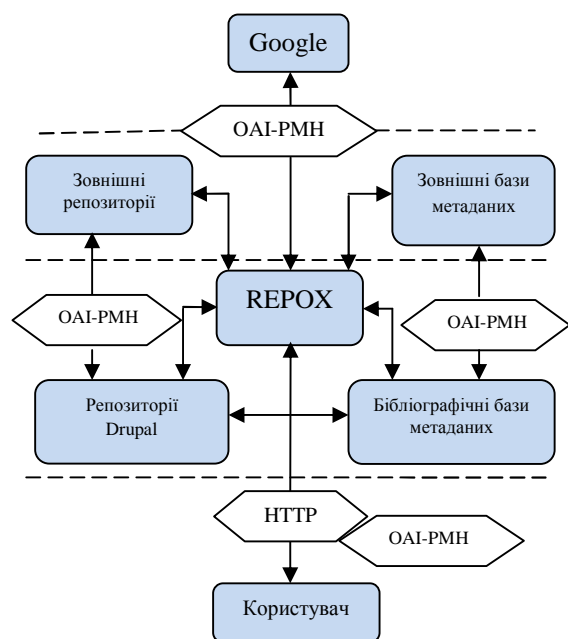 Google
OAI-PMH
Зовнішні
репозиторії
Зовнішні бази
метаданих
REPOX
OAI-PMH
OAI-PMH
Репозиторії
Drupal
Бібліографічні бази
метаданих
HTTP
OAI-PMH
Користувач